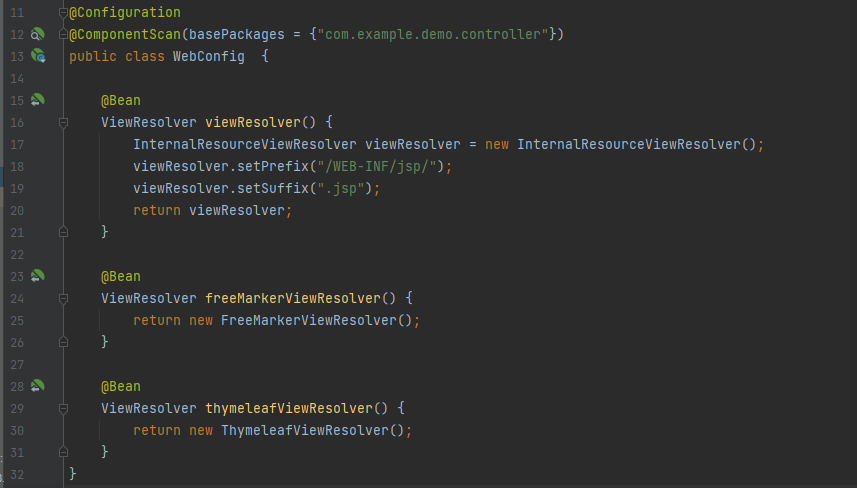 11 @Configuration
12 @ComponentScan(basePackages = {"com.example.demo.controller"})
13 public class WebConfig  {
14
15     @Bean
16     ViewResolver viewResolver() {
17         InternalResourceViewResolver viewResolver = new InternalResourceViewResolver();
18         viewResolver.setPrefix("/WEB-INF/jsp/");
19         viewResolver.setSuffix(".jsp");
20         return viewResolver;
21     }
22
23     @Bean
24     ViewResolver freeMarkerViewResolver() {
25         return new FreeMarkerViewResolver();
26     }
27
28     @Bean
29     ViewResolver thymeleafViewResolver() {
30         return new ThymeleafViewResolver();
31     }
32 }